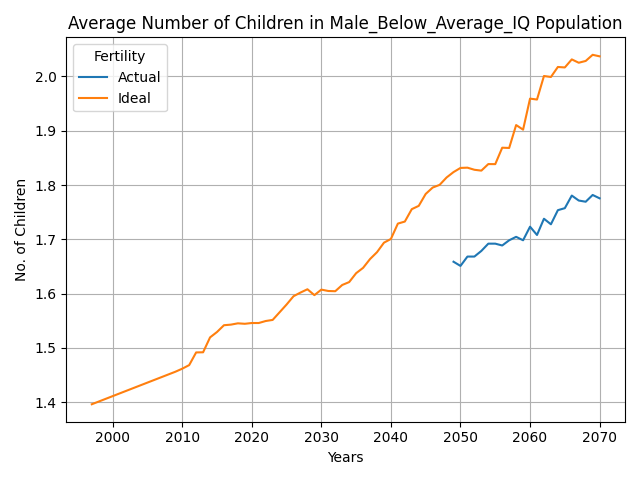 Average Number of Children in Male_Below_Average_IQ Population
Fertility
Actual
Ideal
No. of Children
2.0
1.9
1.8
1.7
1.6
1.5
1.4
2000 2010 2020 2030 2040 2050 2060 2070
Years